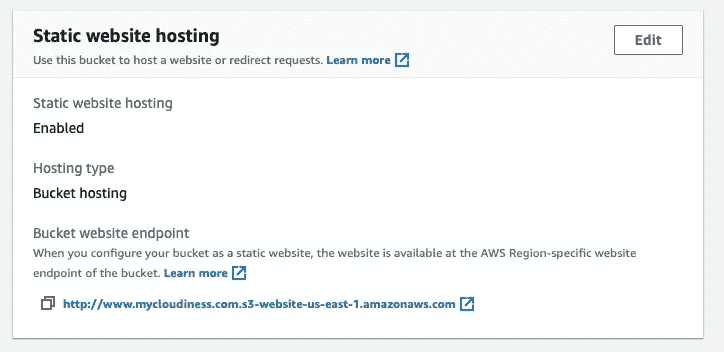 Static website hosting
Edit
Use this bucket to host a website or redirect requests. Learn more
Static website hosting
Enabled
Hosting type
Bucket hosting
Bucket website endpoint
When you configure your bucket as a static website, the website is available at the AWS Region-specific website
endpoint of the bucket. Learn more
http://www.mycloudiness.com.s3-website-us-east-1.amazonaws.com